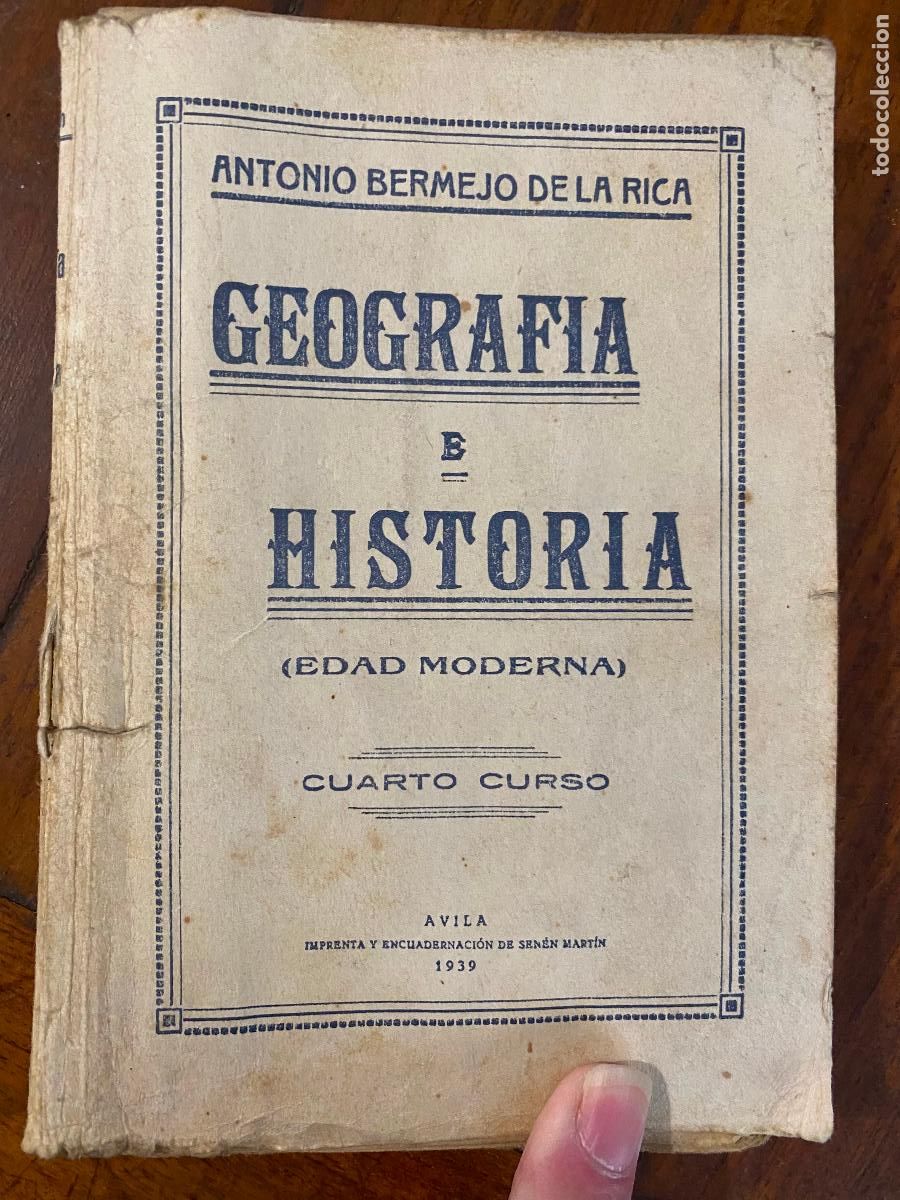 ANTONIO BERMEJO DE LA RICA
GEOGRAFIA
E
HISTORIA
(EDAD MODERNA)
CUARTO CURSO
AVILA
IMPRENTA Y ENCUADERNACIÓN DE SENÉN MARTÍN
1939
todocoleccion